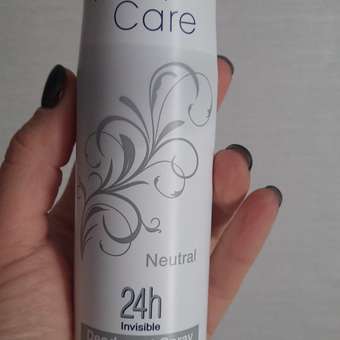 Care
Neutral
24h
Invisible